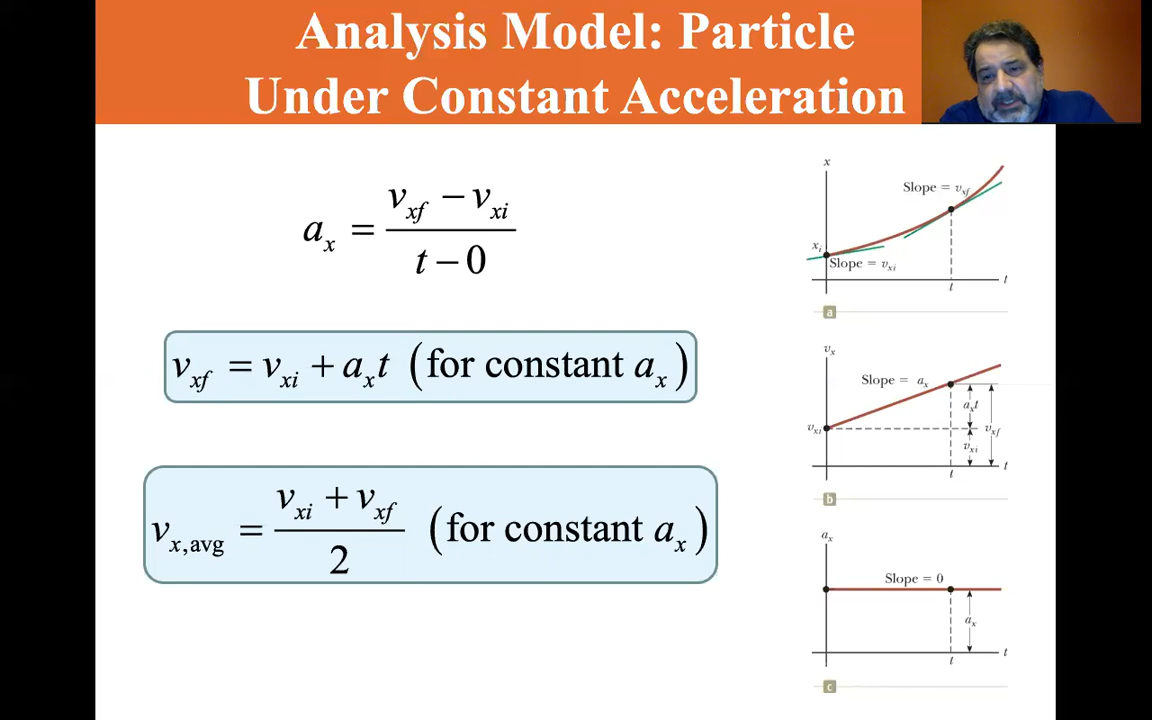 Analysis Model: Particle
Under Constant Acceleration
a_x = (v_xf − v_xi) / (t − 0)
v_xf = v_xi + a_x t (for constant a_x)
v_x,avg = (v_xi + v_xf) / 2 (for constant a_x)
x
Slope = v_xf
x_i
Slope = v_xi
t
t
a
v_x
Slope = a_x
a_x t
v_xi
v_xf
v_xi
t
t
b
a_x
Slope = 0
a_x
t
t
c